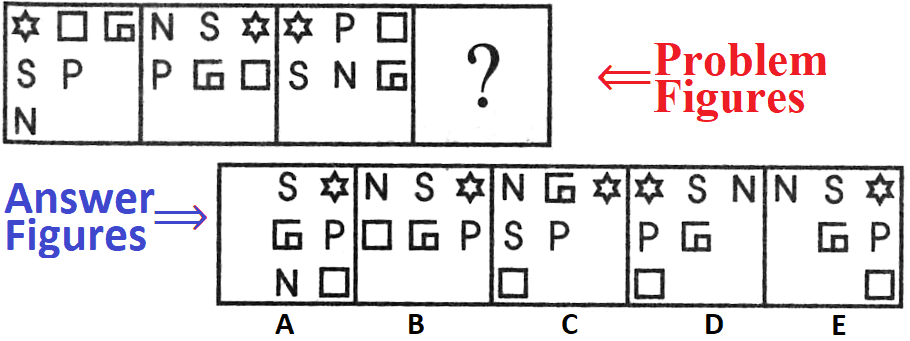 ☆ □ G N S ☆ ☆ P □
S P P G □ S N G ?
N
Problem
Figures
Answer
Figures
S ☆ N S ☆ N G ☆ ☆ S N N S ☆
G P □ G P S P P G G P
N □ □ □ □
A B C D E